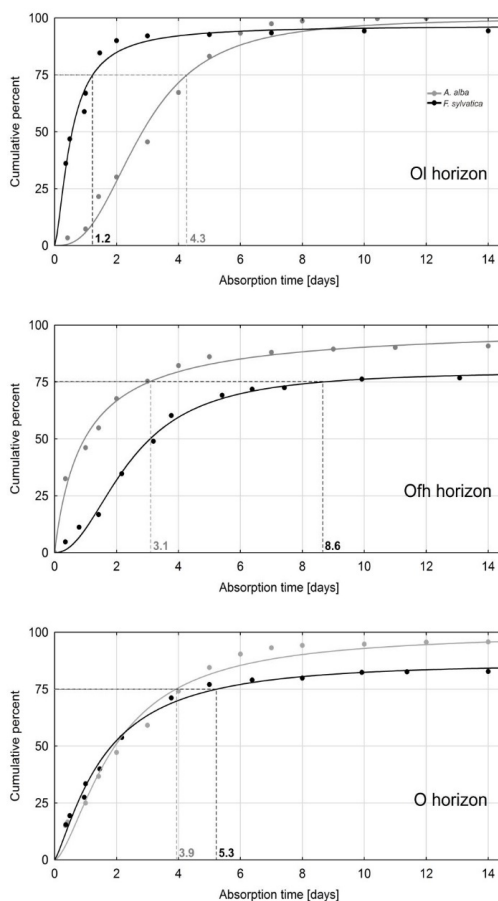 100
75
50
25
0
Cumulative percent
A. alba
F. sylvatica
Ol horizon
1.2
4.3
0 2 4 6 8 10 12 14
Absorption time [days]
100
75
50
25
0
Cumulative percent
Ofh horizon
3.1
8.6
0 2 4 6 8 10 12 14
Absorption time [days]
100
75
50
25
0
Cumulative percent
O horizon
3.9
5.3
0 2 4 6 8 10 12 14
Absorption time [days]